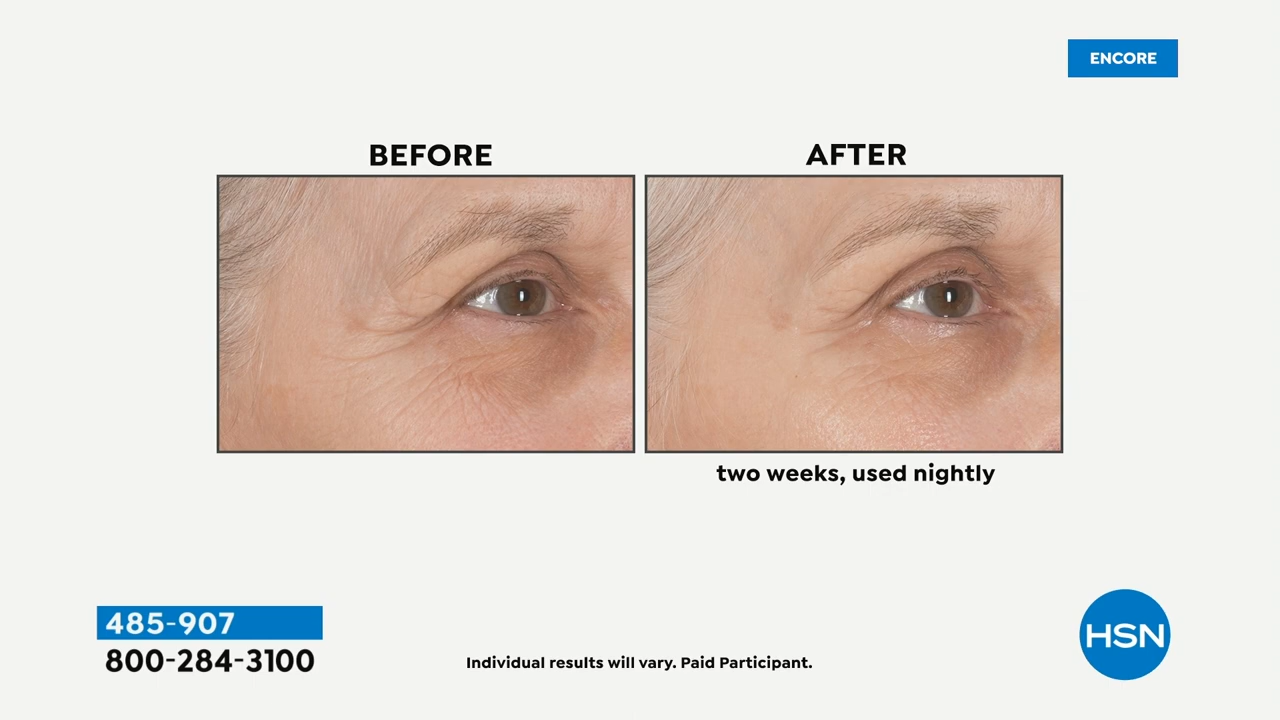 ENCORE
BEFORE
AFTER
two weeks, used nightly
485-907
800-284-3100
Individual results will vary. Paid Participant.
HSN